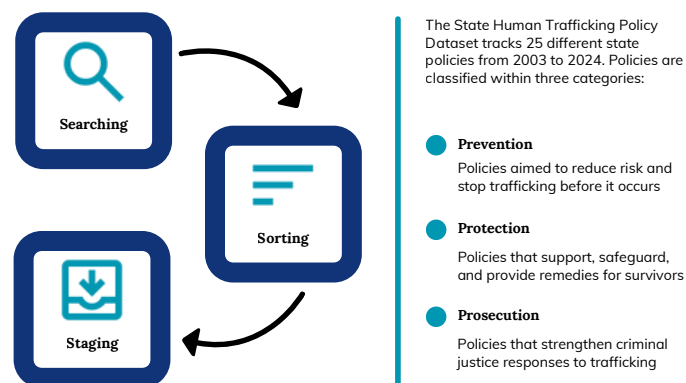 Searching
Sorting
Staging
The State Human Trafficking Policy
Dataset tracks 25 different state
policies from 2003 to 2024. Policies are
classified within three categories:
Prevention
Policies aimed to reduce risk and
stop trafficking before it occurs
Protection
Policies that support, safeguard,
and provide remedies for survivors
Prosecution
Policies that strengthen criminal
justice responses to trafficking